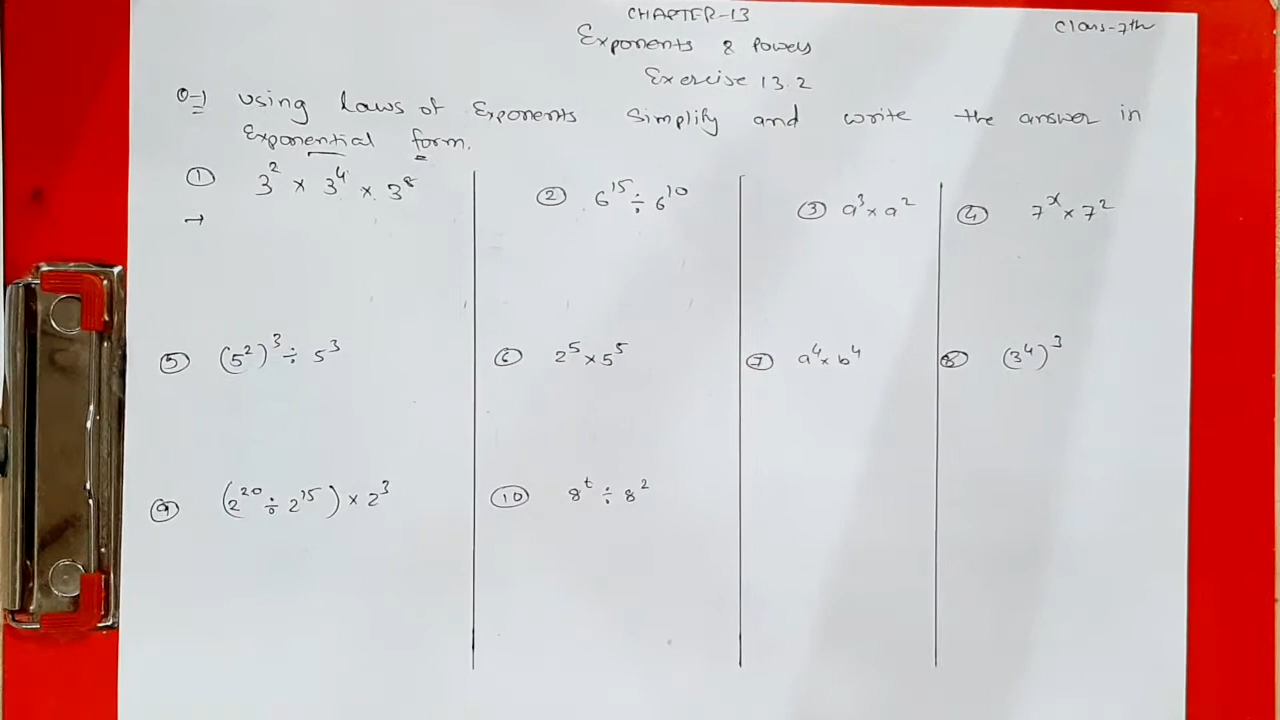 CHAPTER-13
Class-7th
Exponents & Powers
Exercise 13.2
Q-1 Using Laws of Exponents Simplify and write the answer in
Exponential form.
① 3² × 3⁴ × 3⁸
② 6¹⁵ ÷ 6¹⁰
③ a³ × a²
④ 7ˣ × 7²
→
⑤ (5²)³ ÷ 5³
⑥ 2⁵ × 5⁵
⑦ a⁴ × b⁴
⑧ (3⁴)³
⑨ (2²⁰ ÷ 2¹⁵) × 2³
⑩ 8ᵗ ÷ 8²